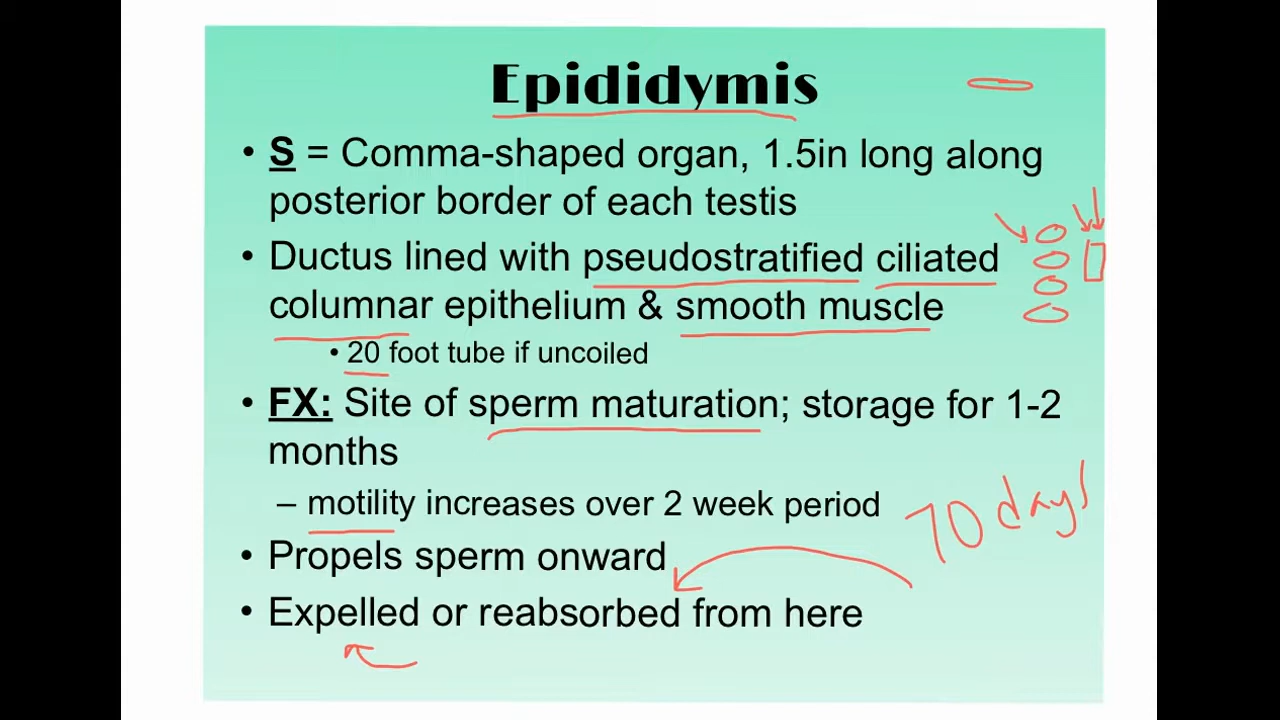 Epididymis
• S = Comma-shaped organ, 1.5in long along
posterior border of each testis
• Ductus lined with pseudostratified ciliated
columnar epithelium & smooth muscle
• 20 foot tube if uncoiled
• FX: Site of sperm maturation; storage for 1-2
months
– motility increases over 2 week period
70 days
• Propels sperm onward
• Expelled or reabsorbed from here